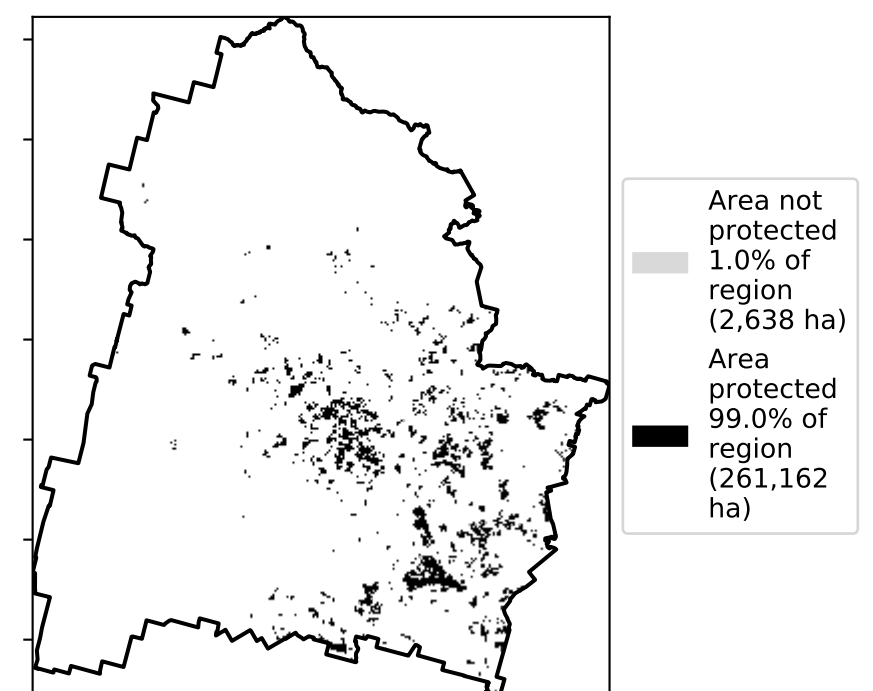 Area not
protected
1.0% of
region
(2,638 ha)
Area
protected
99.0% of
region
(261,162
ha)